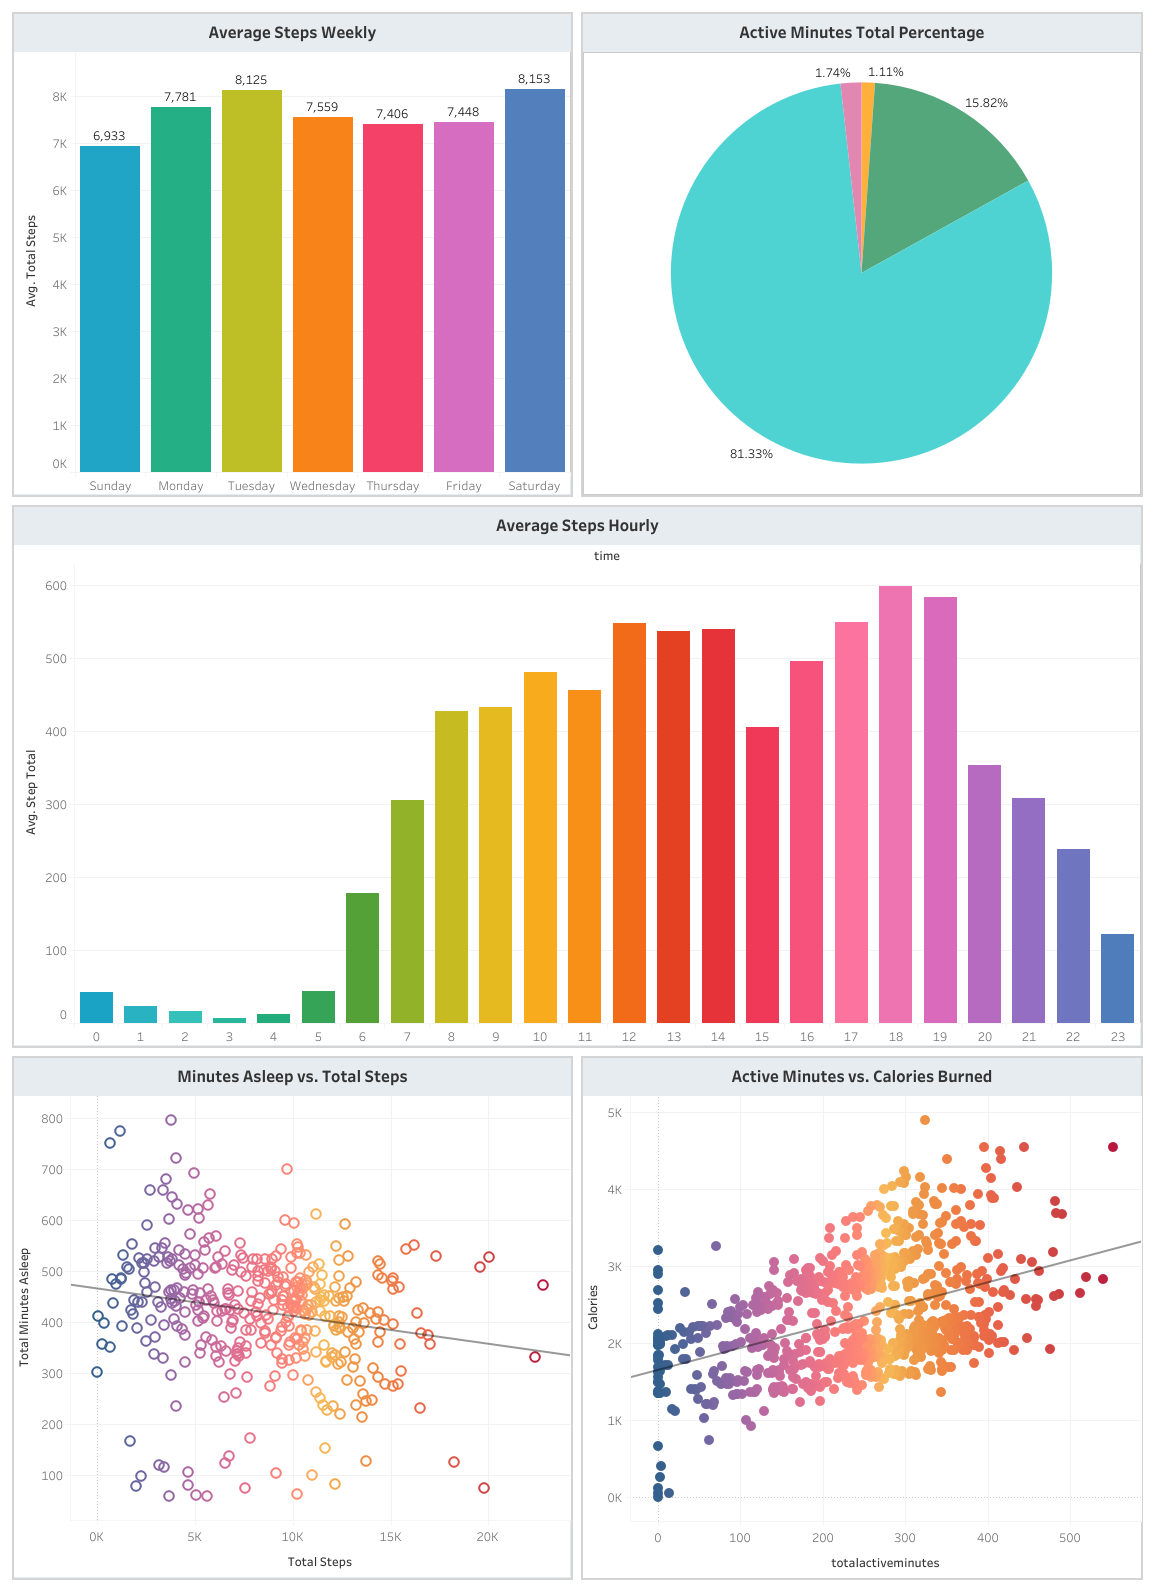 Average Steps Weekly
8K
7K
6K
5K
4K
3K
2K
1K
0K
Avg. Total Steps
6,933
7,781
8,125
7,559
7,406
7,448
8,153
Sunday Monday Tuesday Wednesday Thursday Friday Saturday
Active Minutes Total Percentage
1.74% 1.11%
15.82%
81.33%
Average Steps Hourly
time
600
500
400
300
200
100
0
Avg. Step Total
0 1 2 3 4 5 6 7 8 9 10 11 12 13 14 15 16 17 18 19 20 21 22 23
Minutes Asleep vs. Total Steps
800
700
600
500
400
300
200
100
Total Minutes Asleep
0K 5K 10K 15K 20K
Total Steps
Active Minutes vs. Calories Burned
5K
4K
3K
2K
1K
0K
Calories
0 100 200 300 400 500
totalactiveminutes